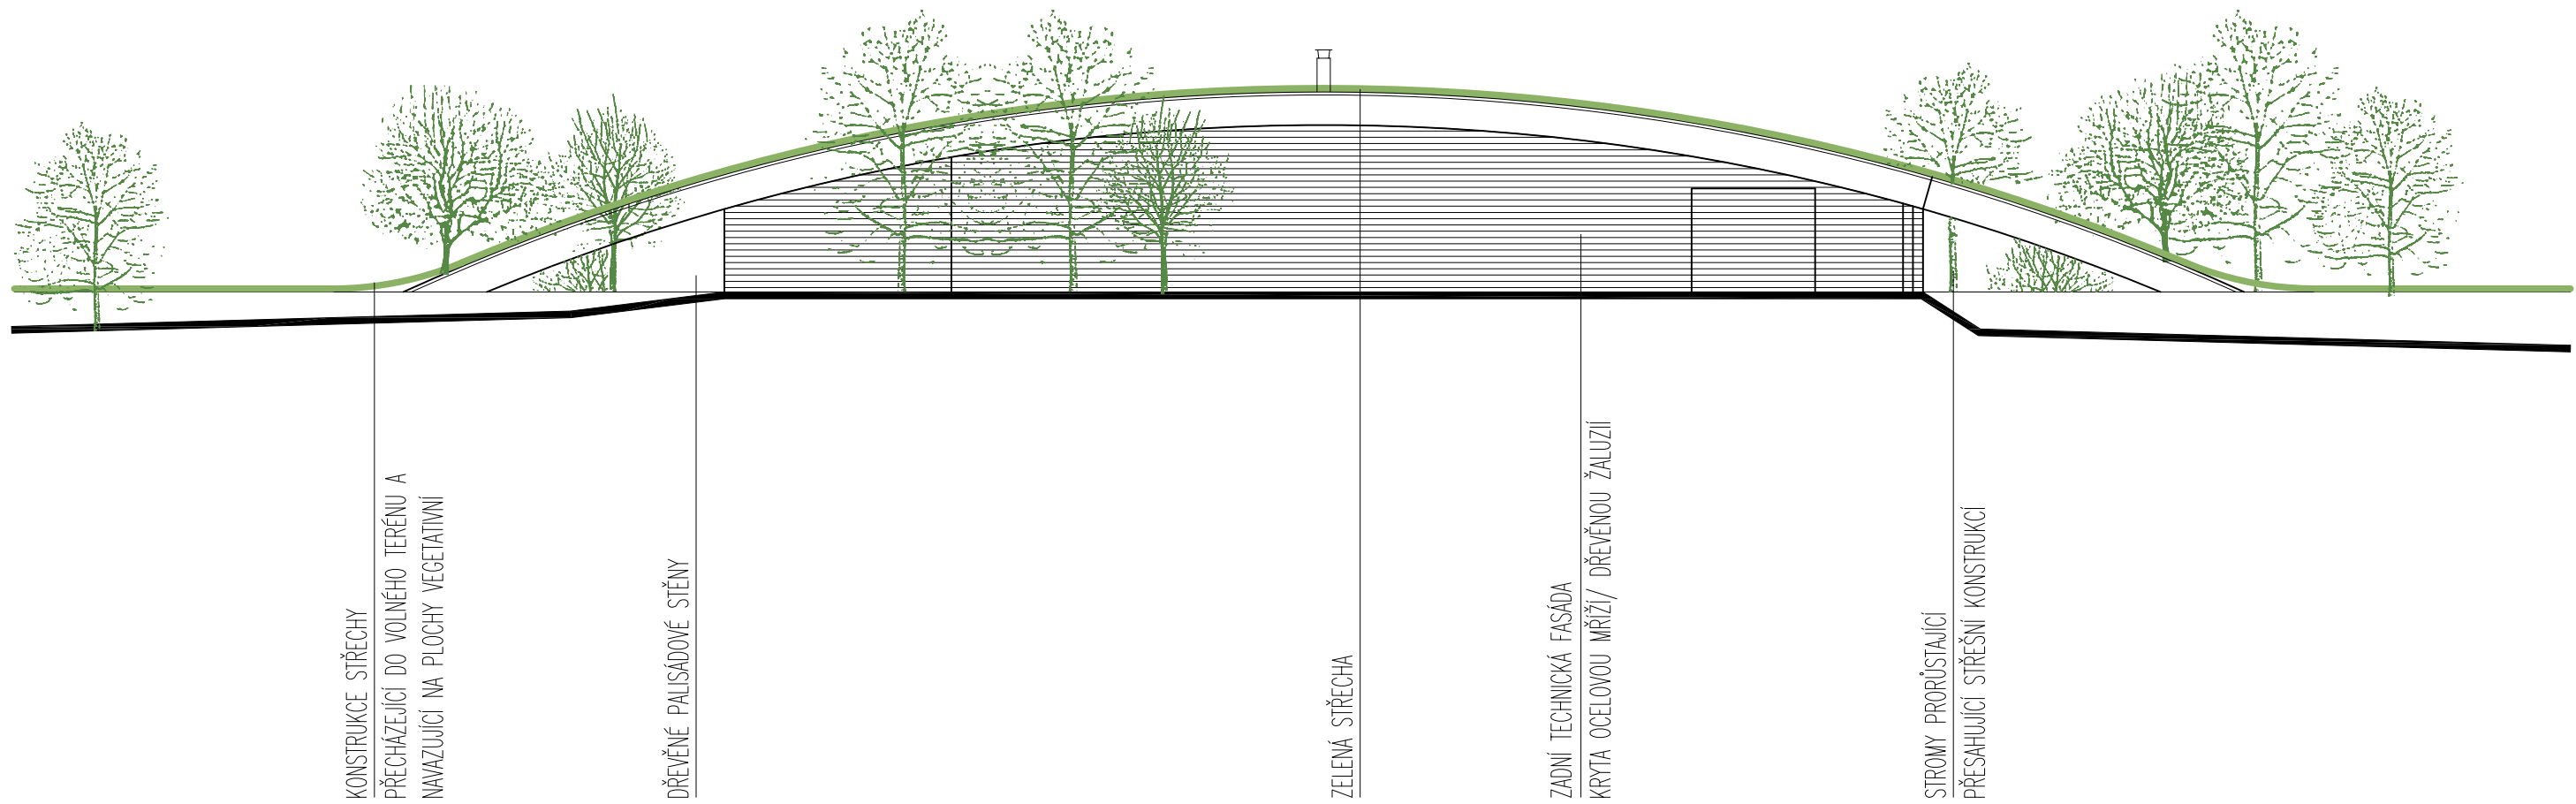 KONSTRUKCE STŘECHY
PŘECHÁZEJÍCÍ DO VOLNÉHO TERÉNU A
NAVAZUJÍCÍ NA PLOCHY VEGETATIVNÍ
DŘEVĚNÉ PALISÁDOVÉ STĚNY
ZELENÁ STŘECHA
ZADNÍ TECHNICKÁ FASÁDA
KRYTA OCELOVOU MŘÍŽÍ/ DŘEVĚNOU ŽALUZIÍ
STROMY PRORŮSTAJÍCÍ
PŘESAHUJÍCÍ STŘEŠNÍ KONSTRUKCÍ